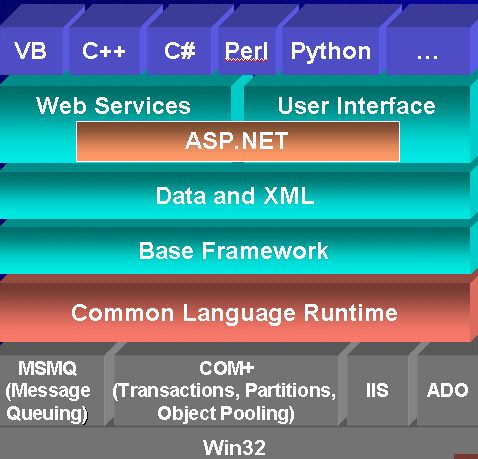 VB C++ C# Perl Python ...
Web Services User Interface
ASP.NET
Data and XML
Base Framework
Common Language Runtime
MSMQ
(Message
Queuing)
COM+
(Transactions, Partitions,
Object Pooling)
IIS
ADO
Win32